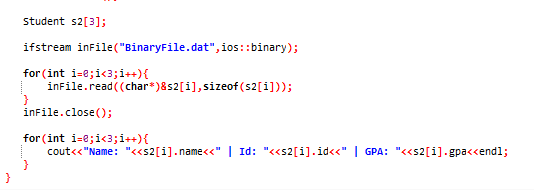 Student s2[3];
ifstream inFile("BinaryFile.dat",ios::binary);
for(int i=0;i<3;i++){
inFile.read((char*)&s2[i],sizeof(s2[i]));
}
inFile.close();
for(int i=0;i<3;i++){
cout<<"Name: "<<s2[i].name<<" | Id: "<<s2[i].id<<" | GPA: "<<s2[i].gpa<<endl;
}
}